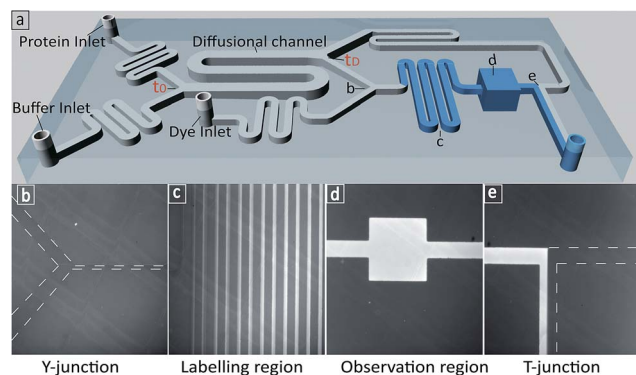 a
Protein Inlet
Diffusional channel
t0
tD
d
b
e
Buffer Inlet
Dye Inlet
c
b
c
d
e
Y-junction
Labelling region
Observation region
T-junction